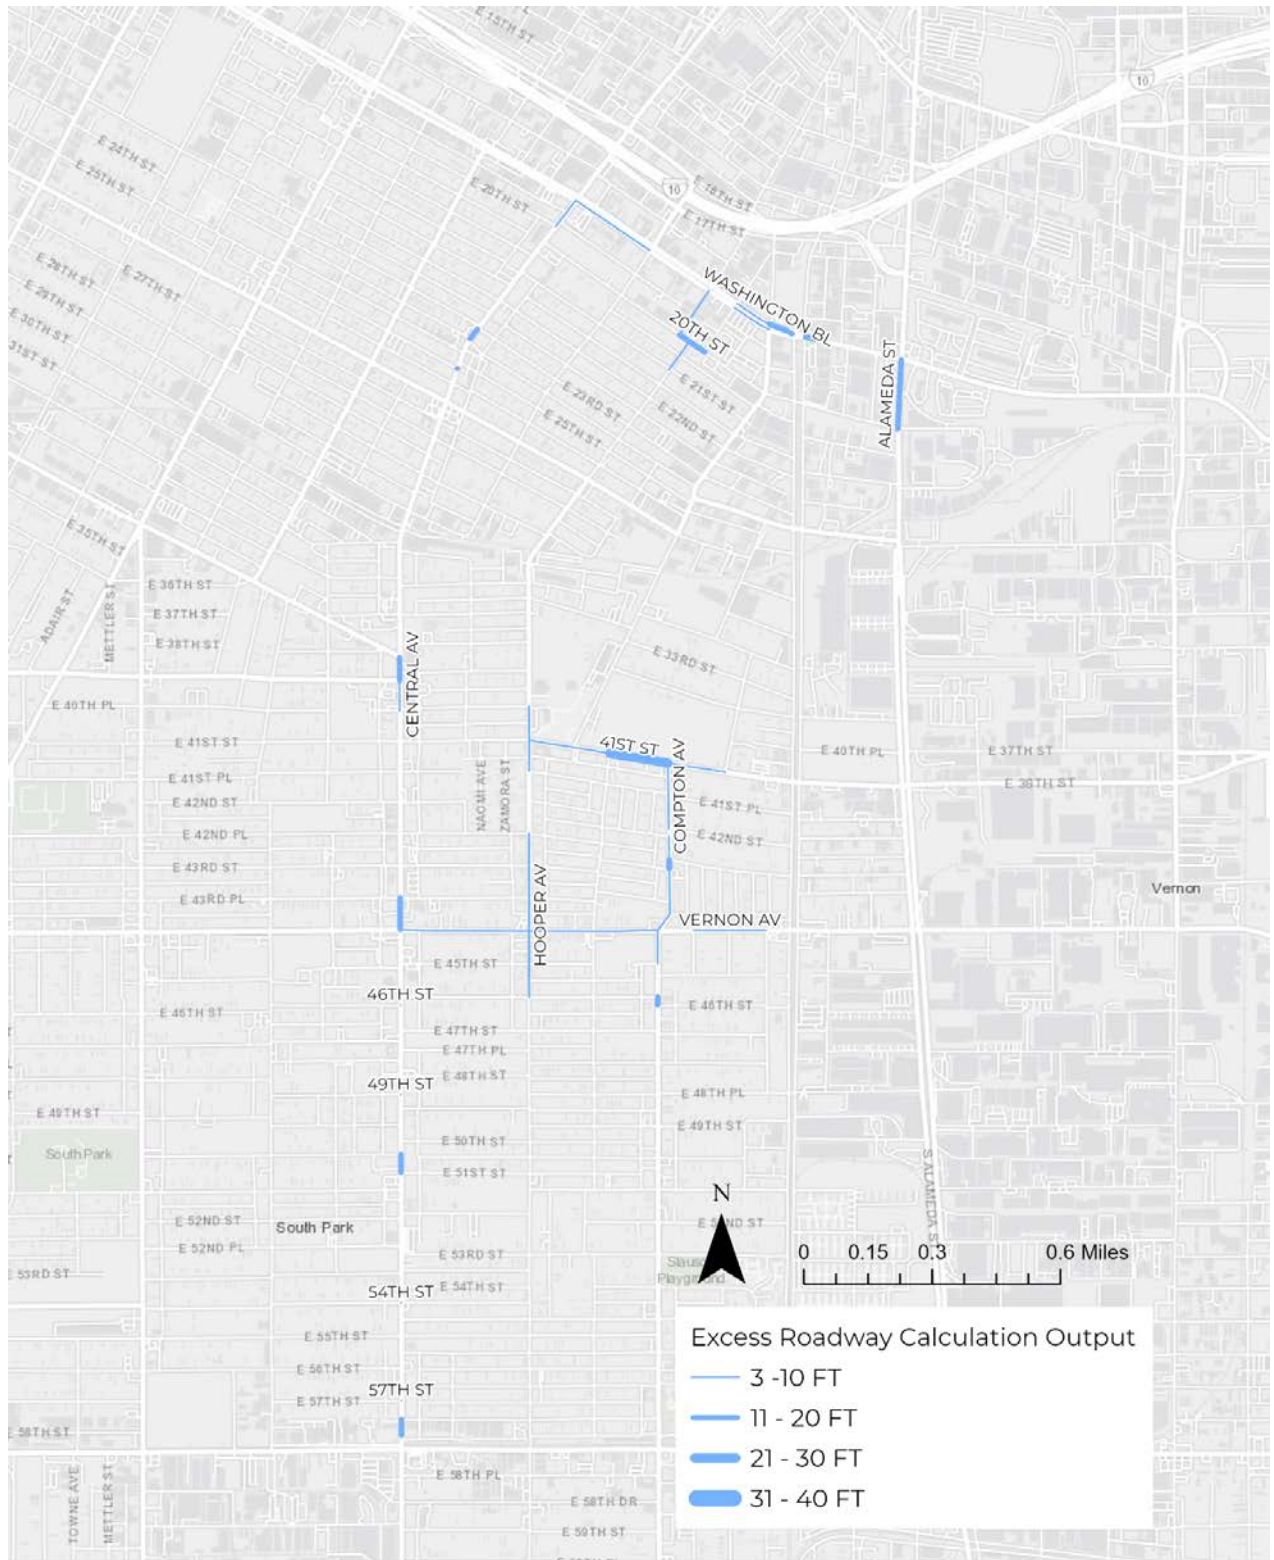 E 15TH ST
10
E 24TH ST
E 25TH ST
E 20TH ST
10
E 18TH ST
E 17TH ST
E 28TH ST
E 27TH ST
E 29TH ST
E 30TH ST
31ST ST
WASHINGTON BL
20TH ST
ALAMEDA ST
E 21ST ST
E 22ND ST
E 23RD ST
E 25TH ST
E 35TH ST
ADAIR ST
METTLER ST
E 36TH ST
E 37TH ST
E 38TH ST
CENTRAL AV
E 33RD ST
E 40TH PL
E 41ST ST
41ST ST
COMPTON AV
E 40TH PL
E 37TH ST
E 38TH ST
E 41ST PL
NAOMI AVE
ZAMORA ST
E 42ND ST
E 41ST PL
E 42ND PL
E 42ND ST
E 43RD ST
E 43RD PL
HOOPER AV
VERNON AV
Vernon
E 45TH ST
46TH ST
E 46TH ST
E 46TH ST
E 47TH ST
E 47TH PL
49TH ST
E 48TH ST
E 48TH PL
E 49TH ST
E 49TH ST
E 50TH ST
South Park
E 51ST ST
S ALAMEDA S
N
E 52ND ST
South Park
E 52ND PL
E 53RD ST
E 53RD ST
Playground
0 0.15 0.3 0.6 Miles
54TH ST
E 54TH ST
E 55TH ST
E 56TH ST
57TH ST
E 57TH ST
E 58TH ST
TOWNE AVE
METTLER ST
E 58TH PL
E 58TH DR
E 59TH ST
Excess Roadway Calculation Output
3 -10 FT
11 - 20 FT
21 - 30 FT
31 - 40 FT